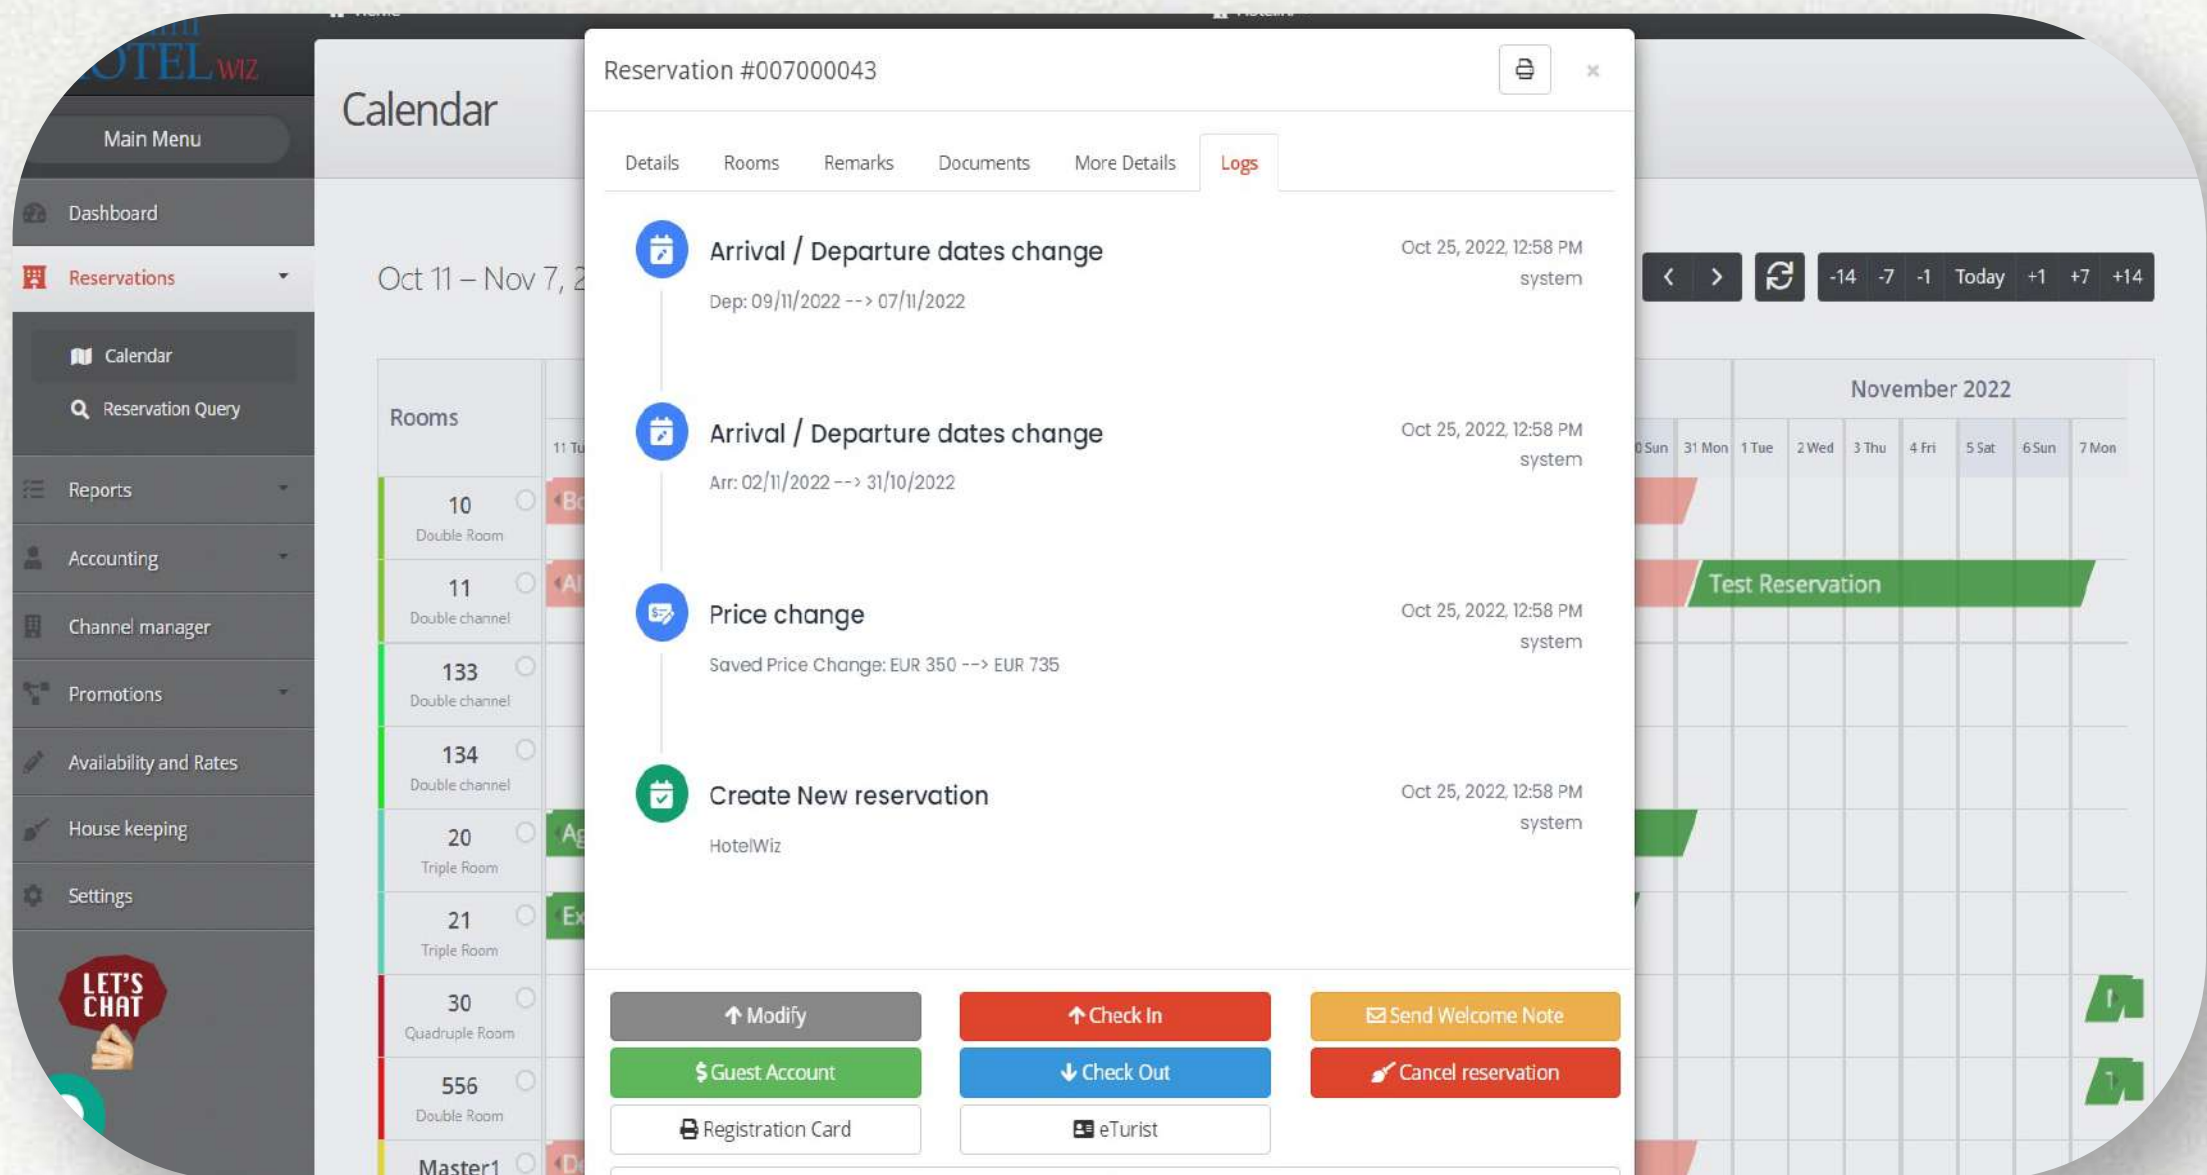 Home
HOTEL WIZ
Main Menu
Dashboard
Reservations
Calendar
Reservation Query
Reports
Accounting
Channel manager
Promotions
Availability and Rates
House keeping
Settings
LET'S
CHAT
Calendar
Oct 11 – Nov 7, 2
< > -14 -7 -1 Today +1 +7 +14
Rooms
November 2022
11 Tu
Sun 31 Mon 1 Tue 2 Wed 3 Thu 4 Fri 5 Sat 6 Sun 7 Mon
10
Double Room
11
Double channel
Test Reservation
133
Double channel
134
Double channel
20
Triple Room
21
Triple Room
30
Quadruple Room
556
Double Room
Master1
Reservation #007000043
×
Details Rooms Remarks Documents More Details Logs
Arrival / Departure dates change
Oct 25, 2022, 12:58 PM
system
Dep: 09/11/2022 --> 07/11/2022
Arrival / Departure dates change
Oct 25, 2022, 12:58 PM
system
Arr: 02/11/2022 --> 31/10/2022
Price change
Oct 25, 2022, 12:58 PM
system
Saved Price Change: EUR 350 --> EUR 735
Create New reservation
Oct 25, 2022, 12:58 PM
system
HotelWiz
Modify
Check In
Send Welcome Note
$ Guest Account
Check Out
Cancel reservation
Registration Card
eTurist